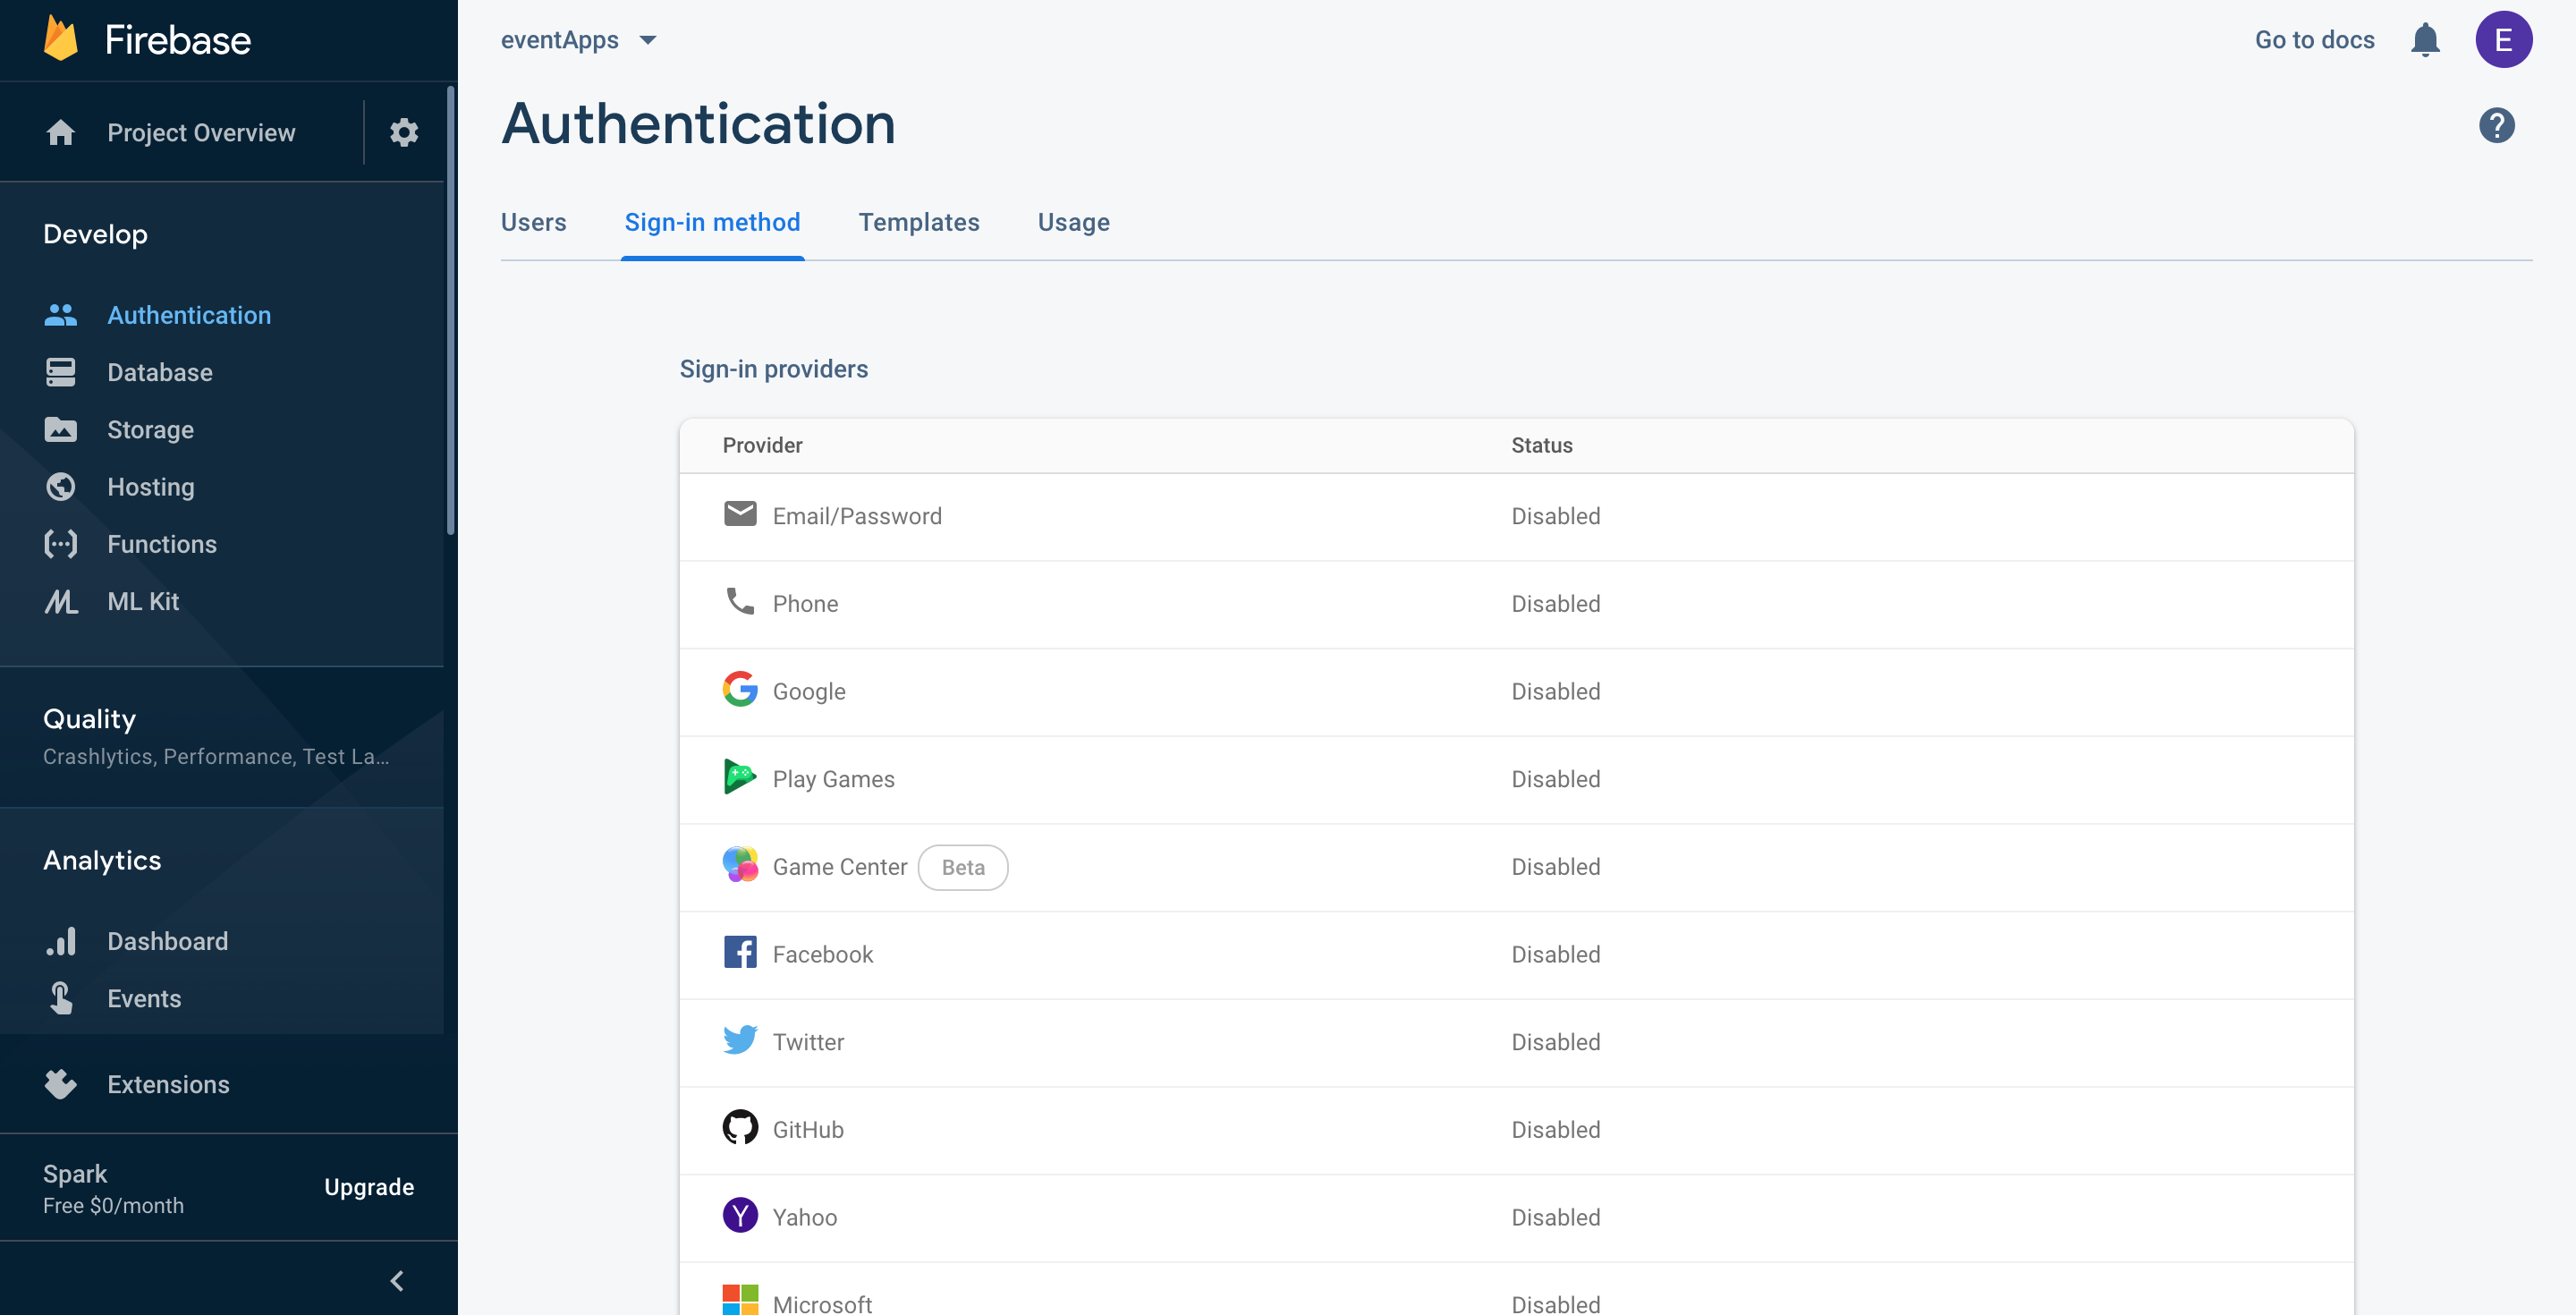 Firebase
Project Overview
Develop
Authentication
Database
Storage
Hosting
Functions
ML Kit
Quality
Crashlytics, Performance, Test La...
Analytics
Dashboard
Events
Extensions
Spark
Free $0/month
Upgrade
eventApps
Go to docs
E
Authentication
?
Users Sign-in method Templates Usage
Sign-in providers
Provider Status
Email/Password Disabled
Phone Disabled
Google Disabled
Play Games Disabled
Game Center Beta Disabled
Facebook Disabled
Twitter Disabled
GitHub Disabled
Yahoo Disabled
Microsoft Disabled